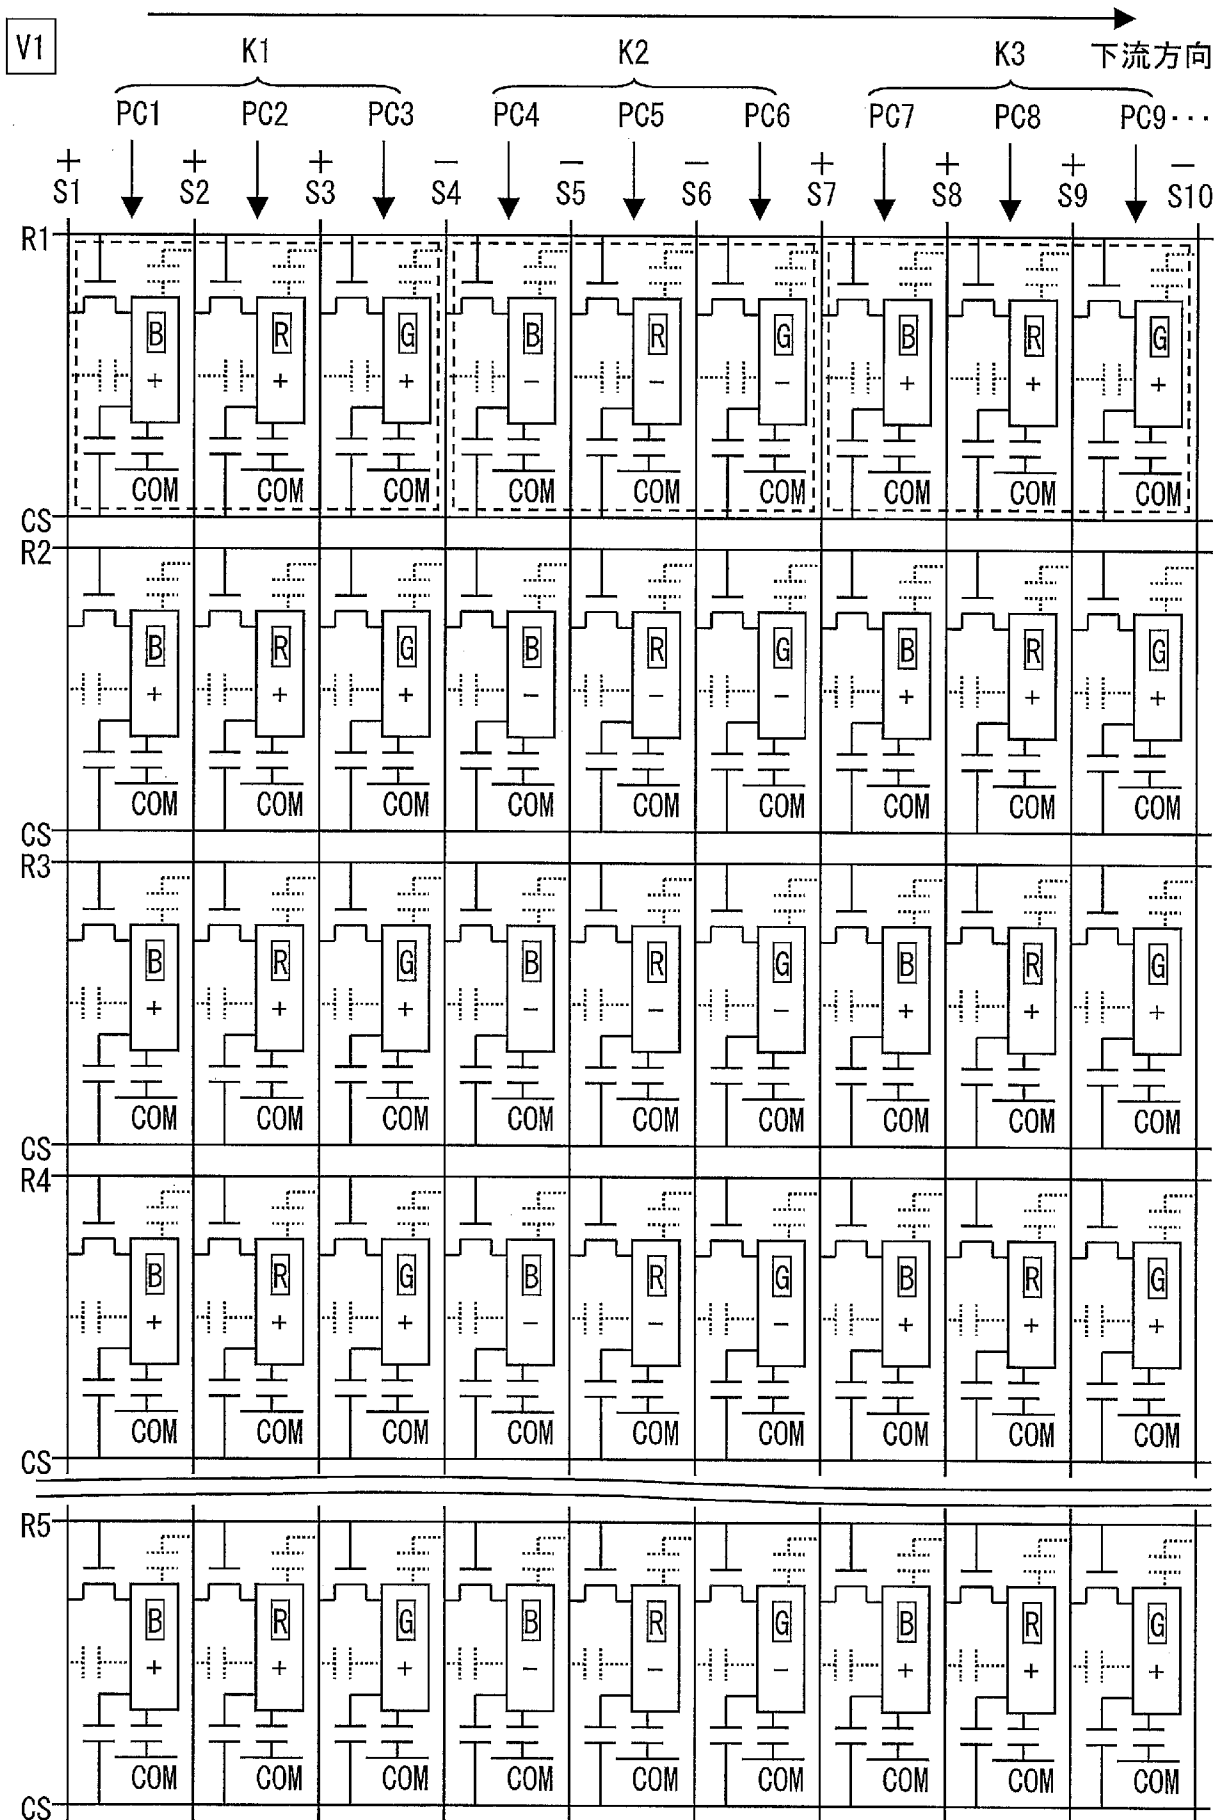 V1 K1 K2 K3 下流方向
PC1 PC2 PC3 PC4 PC5 PC6 PC7 PC8 PC9・・・
+ + + − − − + + + −
S1 S2 S3 S4 S5 S6 S7 S8 S9 S10
R1
B R G B R G B R G
+ + + − − − + + +
COM COM COM COM COM COM COM COM COM
CS
R2
B R G B R G B R G
+ + + − − − + + +
COM COM COM COM COM COM COM COM COM
CS
R3
B R G B R G B R G
+ + + − − − + + +
COM COM COM COM COM COM COM COM COM
CS
R4
B R G B R G B R G
+ + + − − − + + +
COM COM COM COM COM COM COM COM COM
CS
R5
B R G B R G B R G
+ + + − − − + + +
COM COM COM COM COM COM COM COM COM
CS